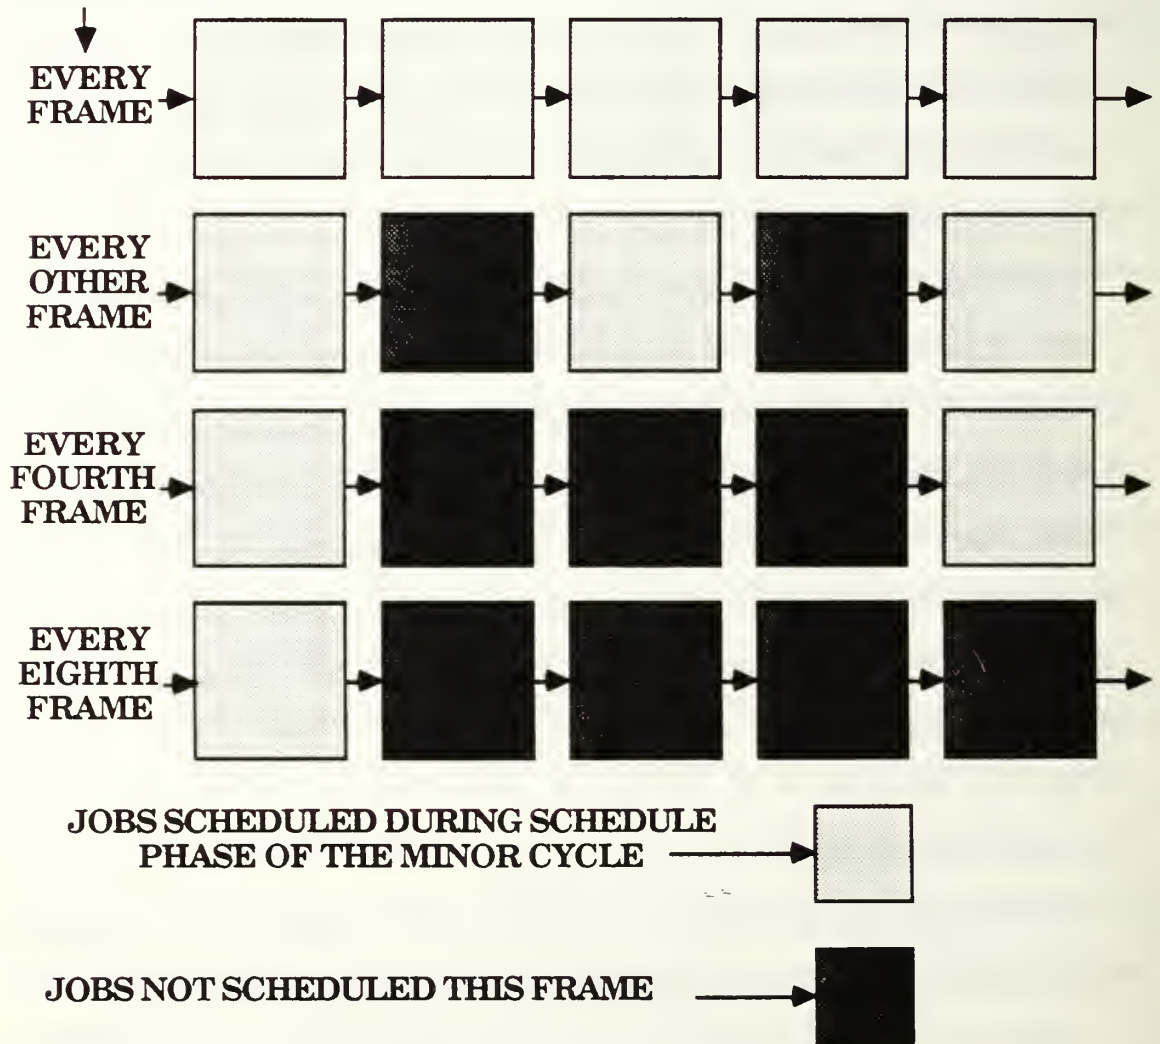 EVERY
FRAME
EVERY
OTHER
FRAME
EVERY
FOURTH
FRAME
EVERY
EIGHTH
FRAME
JOBS SCHEDULED DURING SCHEDULE
PHASE OF THE MINOR CYCLE
JOBS NOT SCHEDULED THIS FRAME